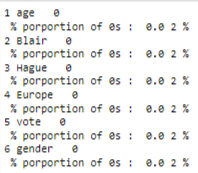 1 age 0
% porportion of 0s : 0.0 2 %
2 Blair 0
% porportion of 0s : 0.0 2 %
3 Hague 0
% porportion of 0s : 0.0 2 %
4 Europe 0
% porportion of 0s : 0.0 2 %
5 vote 0
% porportion of 0s : 0.0 2 %
6 gender 0
% porportion of 0s : 0.0 2 %